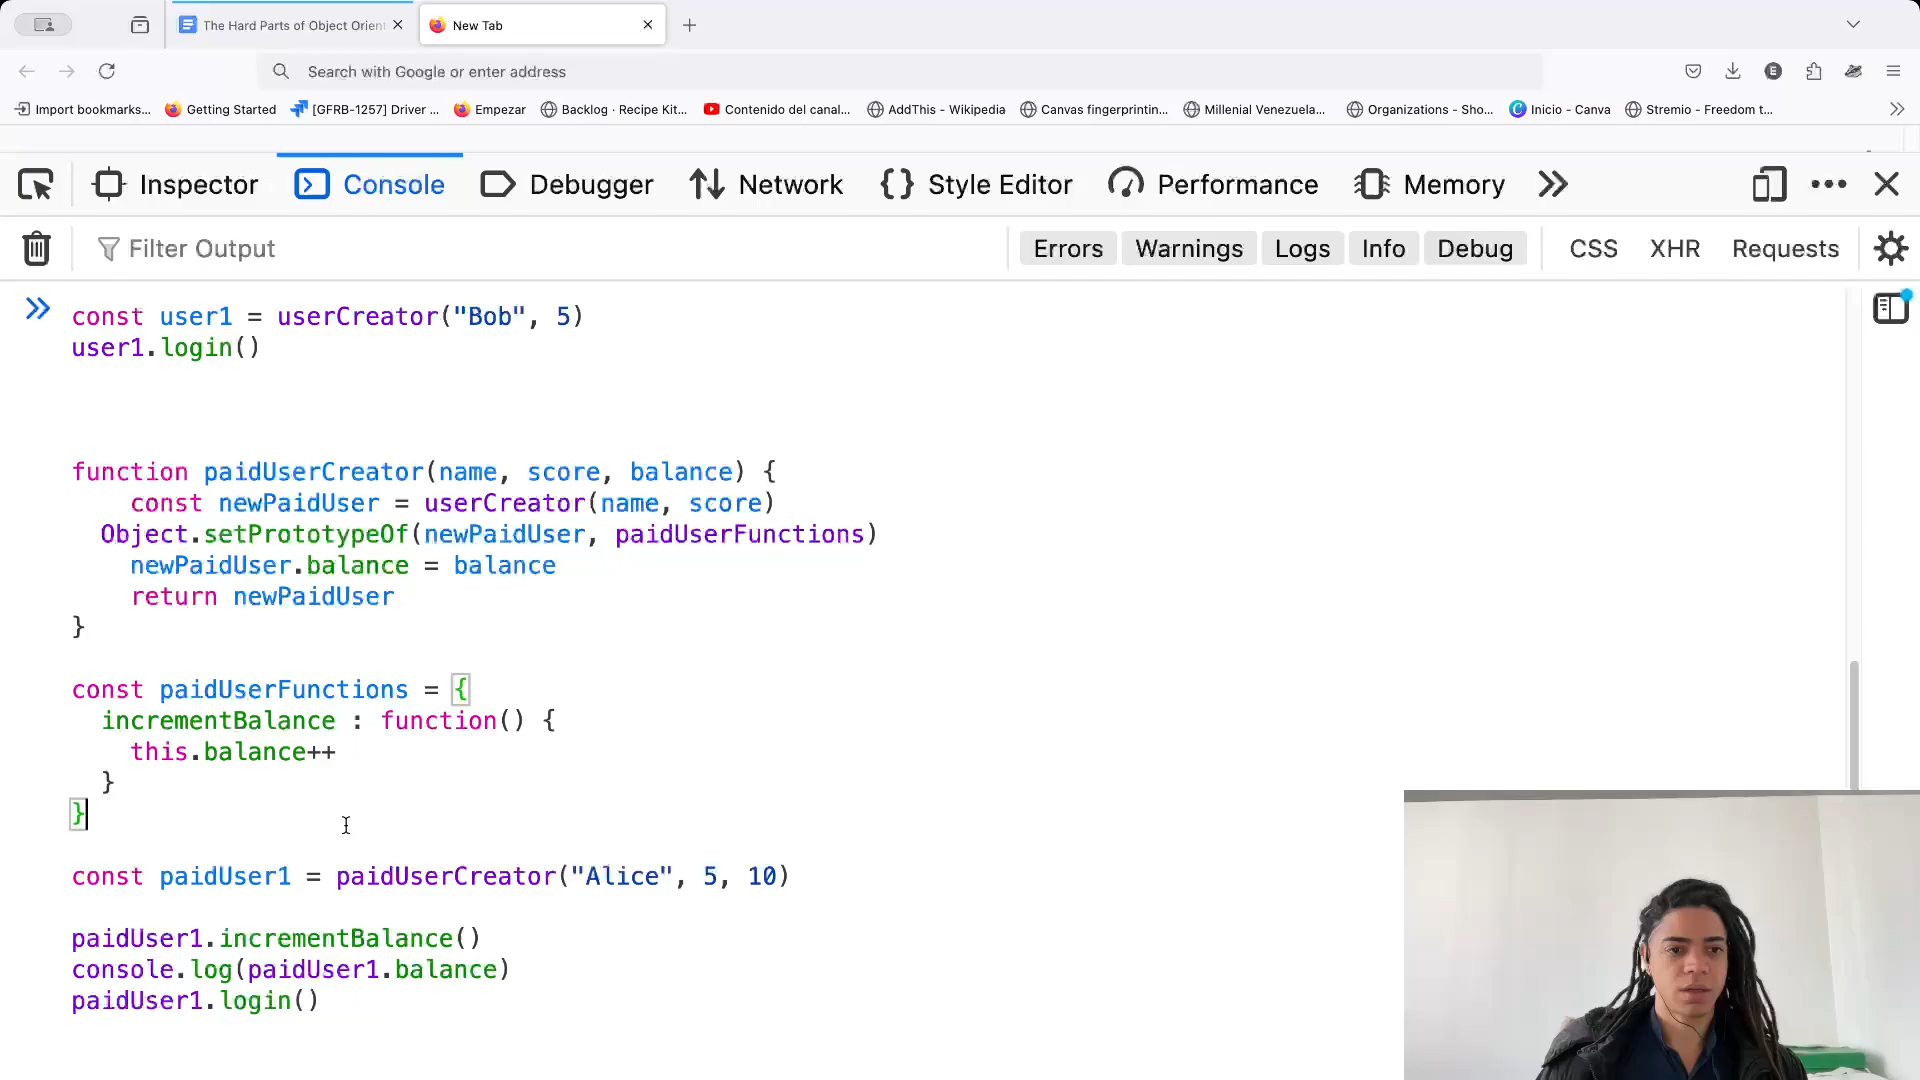 The Hard Parts of Object Orient
New Tab
Search with Google or enter address
E
Import bookmarks...
Getting Started
[GFRB-1257] Driver ...
Empezar
Backlog · Recipe Kit...
Contenido del canal...
AddThis - Wikipedia
Canvas fingerprintin...
Millenial Venezuela...
Organizations - Sho...
Inicio - Canva
Stremio - Freedom t...
Inspector
Console
Debugger
Network
Style Editor
Performance
Memory
Filter Output
Errors
Warnings
Logs
Info
Debug
CSS
XHR
Requests
const user1 = userCreator("Bob", 5)
user1.login()
function paidUserCreator(name, score, balance) {
const newPaidUser = userCreator(name, score)
Object.setPrototypeOf(newPaidUser, paidUserFunctions)
newPaidUser.balance = balance
return newPaidUser
}
const paidUserFunctions = {
incrementBalance : function() {
this.balance++
}
}
const paidUser1 = paidUserCreator("Alice", 5, 10)
paidUser1.incrementBalance()
console.log(paidUser1.balance)
paidUser1.login()